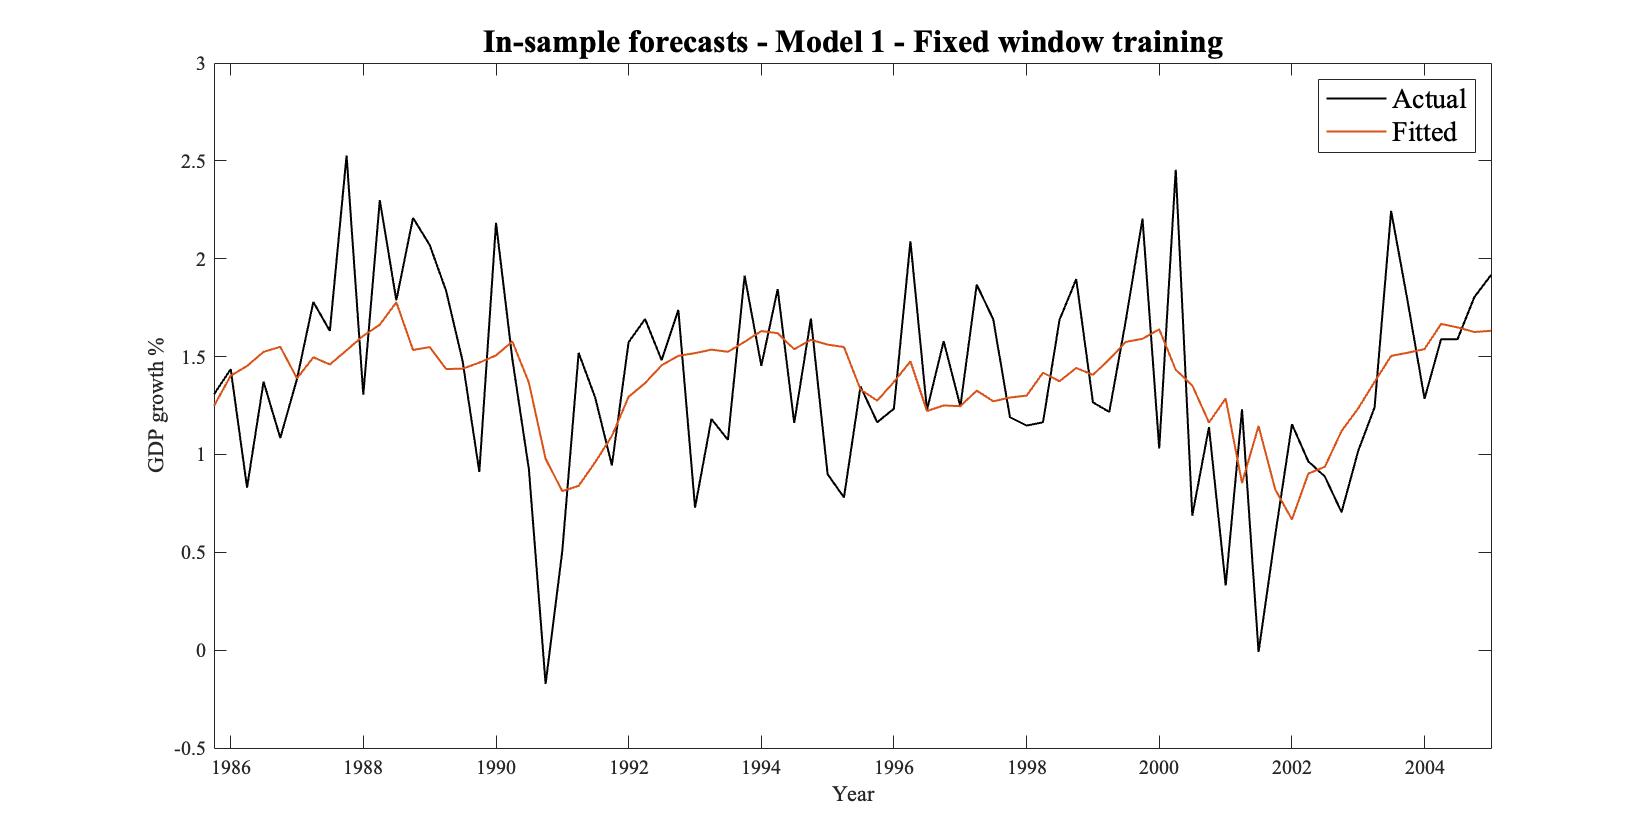 In-sample forecasts - Model 1 - Fixed window training
3
Actual
Fitted
2.5
2
1.5
GDP growth %
1
0.5
0
-0.5
1986 1988 1990 1992 1994 1996 1998 2000 2002 2004
Year